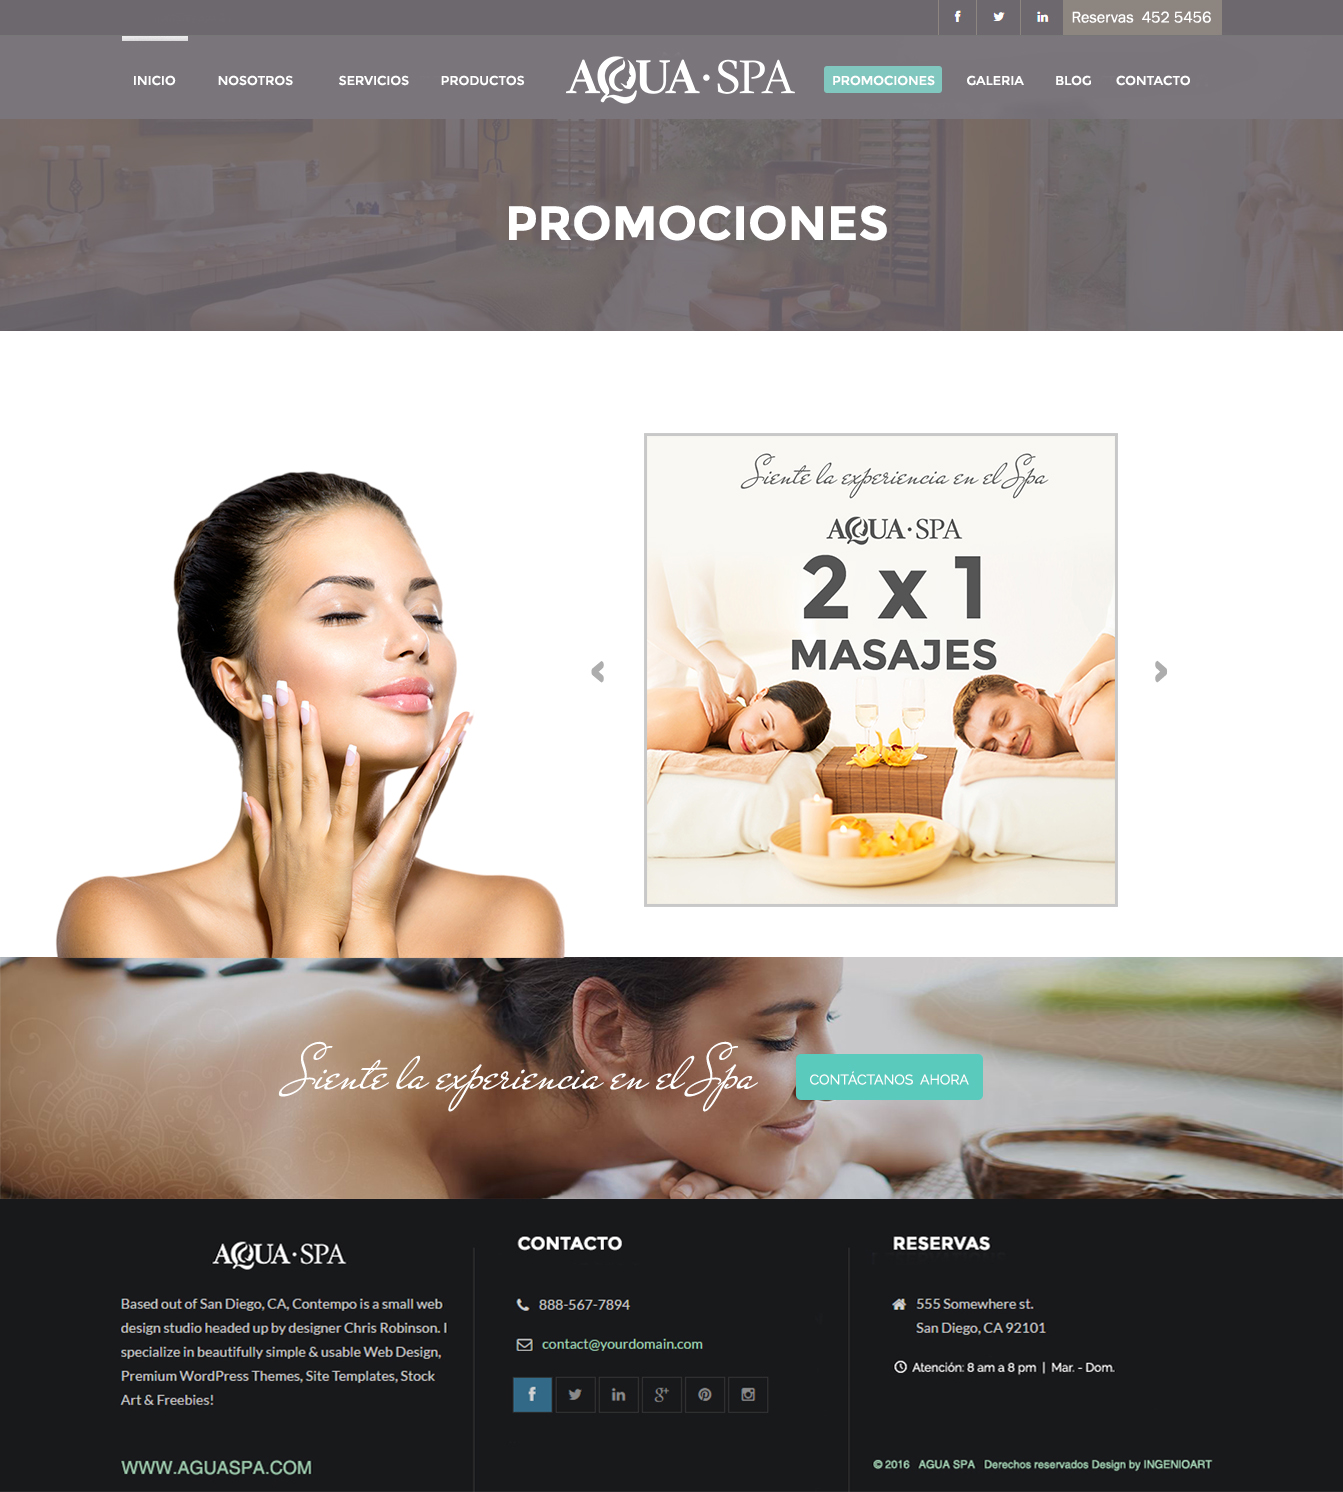 Reservas 452 5456
INICIO NOSOTROS SERVICIOS PRODUCTOS AQUA·SPA PROMOCIONES GALERIA BLOG CONTACTO
PROMOCIONES
Siente la experiencia en el Spa
AQUA·SPA
2 x 1
MASAJES
Siente la experiencia en el Spa
CONTÁCTANOS AHORA
AQUA·SPA
Based out of San Diego, CA, Contempo is a small web
design studio headed up by designer Chris Robinson. I
specialize in beautifully simple & usable Web Design,
Premium WordPress Themes, Site Templates, Stock
Art & Freebies!
WWW.AGUASPA.COM
CONTACTO
888-567-7894
contact@yourdomain.com
RESERVAS
555 Somewhere st.
San Diego, CA 92101
Atención: 8 am a 8 pm | Mar. - Dom.
© 2016 AGUA SPA Derechos reservados Design by INGENIOART